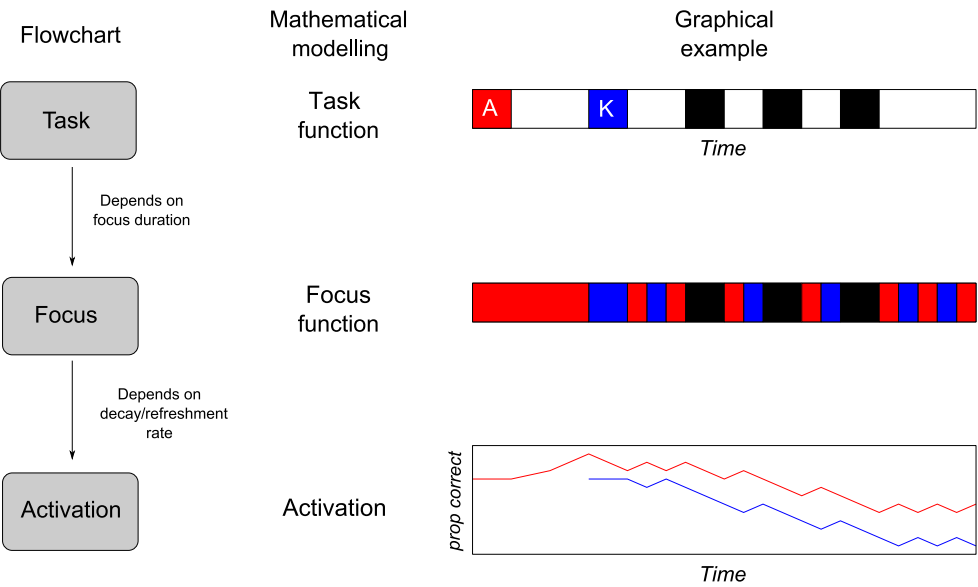 Flowchart
Mathematical
modelling
Graphical
example
Task
Task
function
A
K
Time
Depends on
focus duration
Focus
Focus
function
Depends on
decay/refreshment
rate
Activation
Activation
prop correct
Time